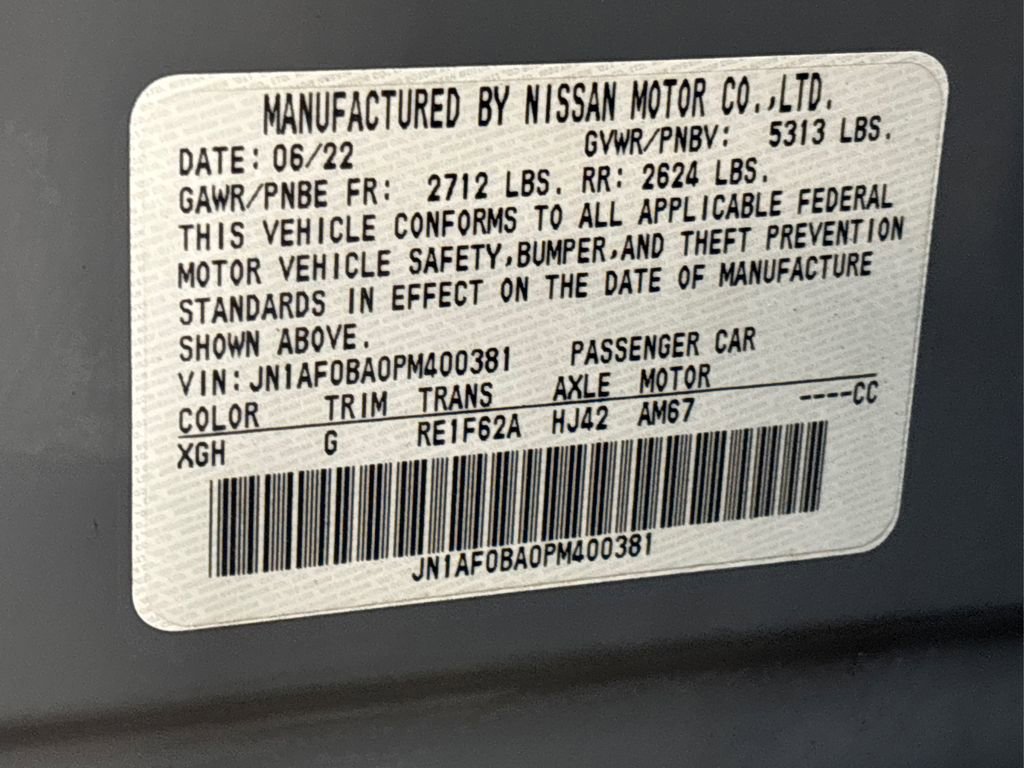 MANUFACTURED BY NISSAN MOTOR CO.,LTD.
DATE: 06/22 GVWR/PNBV: 5313 LBS.
GAWR/PNBE FR: 2712 LBS. RR: 2624 LBS.
THIS VEHICLE CONFORMS TO ALL APPLICABLE FEDERAL
MOTOR VEHICLE SAFETY,BUMPER,AND THEFT PREVENTION
STANDARDS IN EFFECT ON THE DATE OF MANUFACTURE
SHOWN ABOVE.
VIN: JN1AF0BA0PM400381 PASSENGER CAR
COLOR TRIM TRANS AXLE MOTOR
XGH G RE1F62A HJ42 AM67 ----CC
JN1AF0BA0PM400381